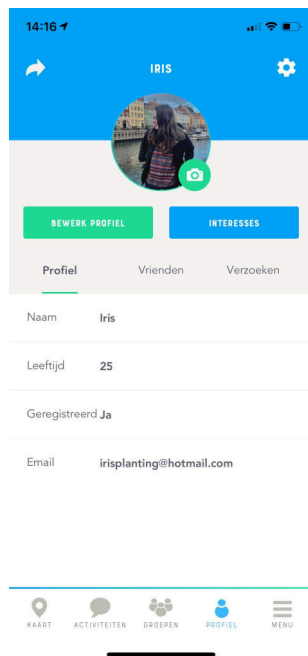 14:16
IRIS
BEWERK PROFIEL
INTERESSES
Profiel Vrienden Verzoeken
Naam Iris
Leeftijd 25
Geregistreerd Ja
Email irisplanting@hotmail.com
KAART ACTIVITEITEN GROEPEN PROFIEL MENU